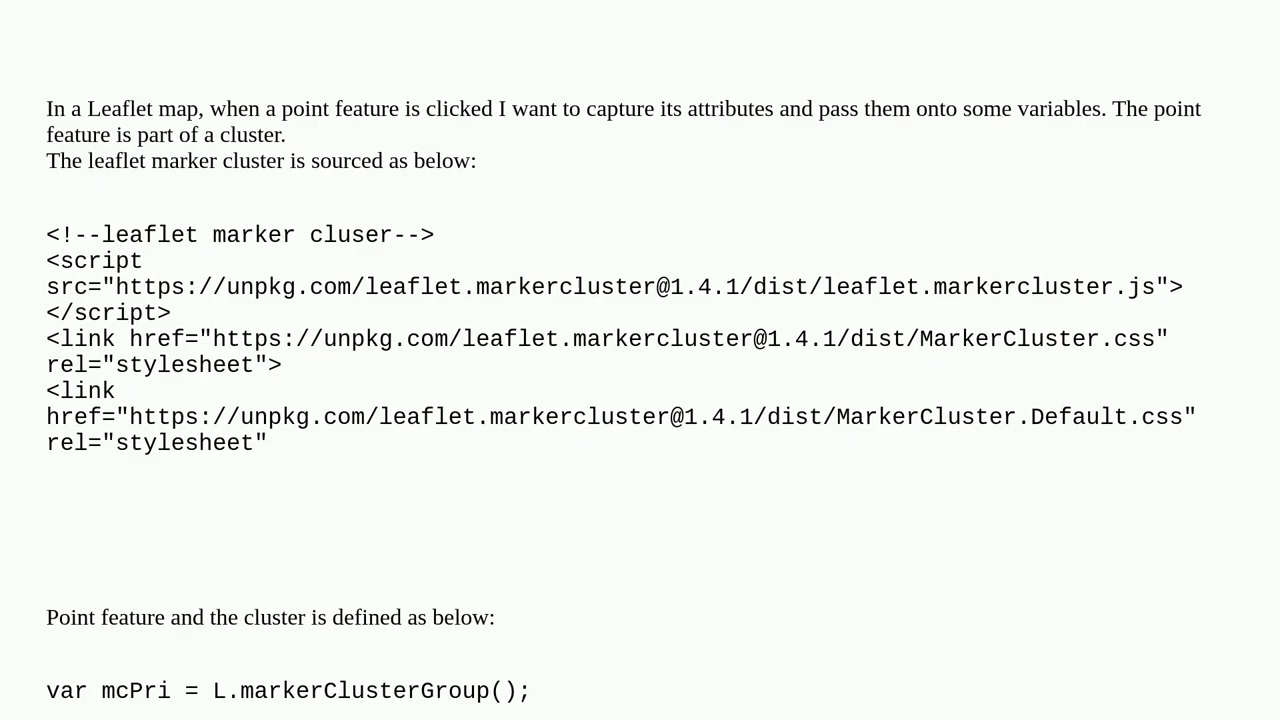 In a Leaflet map, when a point feature is clicked I want to capture its attributes and pass them onto some variables. The point
feature is part of a cluster.
The leaflet marker cluster is sourced as below:
<!--leaflet marker cluser-->
<script
src="https://unpkg.com/leaflet.markercluster@1.4.1/dist/leaflet.markercluster.js">
</script>
<link href="https://unpkg.com/leaflet.markercluster@1.4.1/dist/MarkerCluster.css"
rel="stylesheet">
<link
href="https://unpkg.com/leaflet.markercluster@1.4.1/dist/MarkerCluster.Default.css"
rel="stylesheet"
Point feature and the cluster is defined as below:
var mcPri = L.markerClusterGroup();